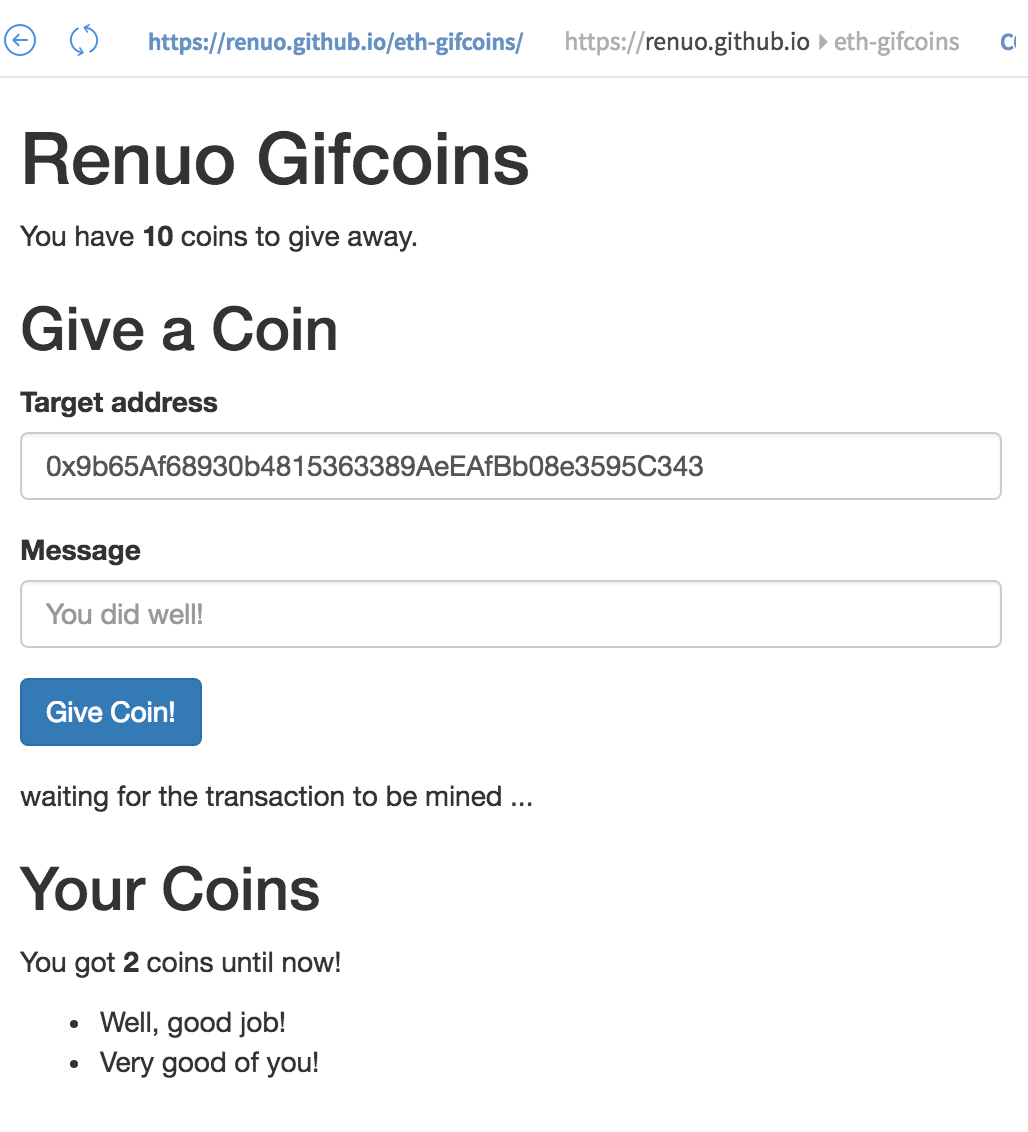 https://renuo.github.io/eth-gifcoins/ https://renuo.github.io eth-gifcoins
Renuo Gifcoins
You have 10 coins to give away.
Give a Coin
Target address
0x9b65Af68930b4815363389AeEAfBb08e3595C343
Message
You did well!
Give Coin!
waiting for the transaction to be mined ...
Your Coins
You got 2 coins until now!
• Well, good job!
• Very good of you!